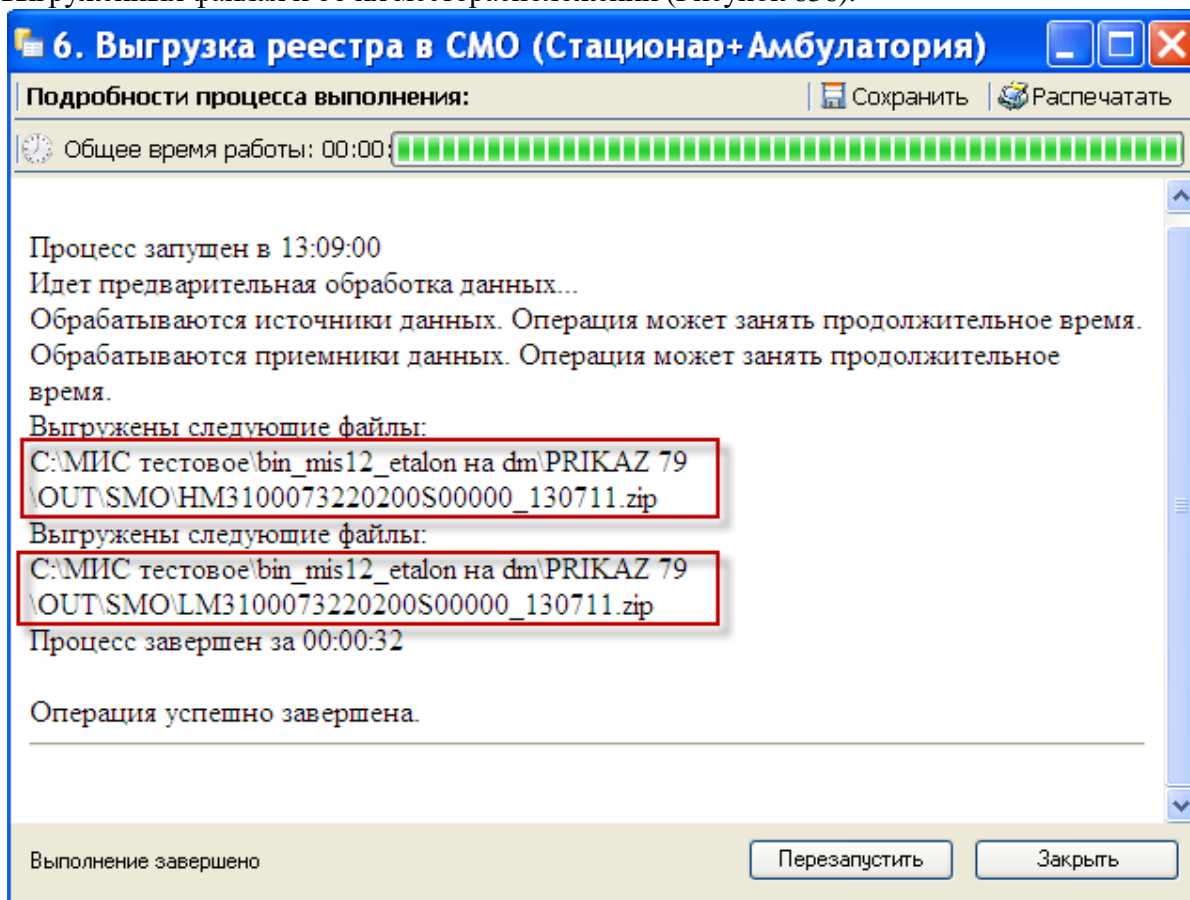 6. Выгрузка реестра в СМО (Стационар+Амбулатория)
Подробности процесса выполнения: Сохранить Распечатать
Общее время работы: 00:00:
Процесс запущен в 13:09:00
Идет предварительная обработка данных...
Обрабатываются источники данных. Операция может занять продолжительное время.
Обрабатываются приемники данных. Операция может занять продолжительное
время.
Выгружены следующие файлы:
C:\МИС тестовое\bin_mis12_etalon на dm\PRIKAZ 79
\OUT\SMO\HM3100073220200S00000_130711.zip
Выгружены следующие файлы:
C:\МИС тестовое\bin_mis12_etalon на dm\PRIKAZ 79
\OUT\SMO\LM3100073220200S00000_130711.zip
Процесс завершен за 00:00:32
Операция успешно завершена.
Выполнение завершено Перезапустить Закрыть